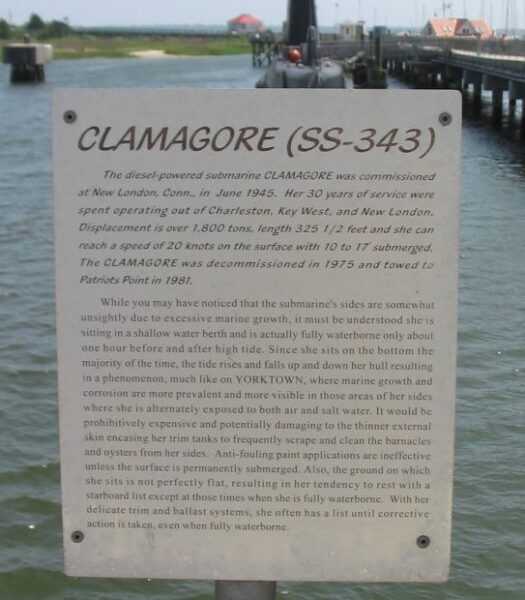 CLAMAGORE (SS-343)
The diesel-powered submarine CLAMAGORE was commissioned
at New London, Conn., in June 1945. Her 30 years of service were
spent operating out of Charleston, Key West, and New London.
Displacement is over 1,800 tons, length 325 1/2 feet and she can
reach a speed of 20 knots on the surface with 10 to 17 submerged.
The CLAMAGORE was decommissioned in 1975 and towed to
Patriots Point in 1981.
While you may have noticed that the submarine's sides are somewhat
unsightly due to excessive marine growth, it must be understood she is
sitting in a shallow water berth and is actually fully waterborne only about
one hour before and after high tide. Since she sits on the bottom the
majority of the time, the tide rises and falls up and down her hull resulting
in a phenomenon, much like on YORKTOWN, where marine growth and
corrosion are more prevalent and more visible in those areas of her sides
where she is alternately exposed to both air and salt water. It would be
prohibitively expensive and potentially damaging to the thinner external
skin encasing her trim tanks to frequently scrape and clean the barnacles
and oysters from her sides. Anti-fouling paint applications are ineffective
unless the surface is permanently submerged. Also, the ground on which
she sits is not perfectly flat, resulting in her tendency to rest with a
starboard list except at those times when she is fully waterborne. With her
delicate trim and ballast systems, she often has a list until corrective
action is taken, even when fully waterborne.